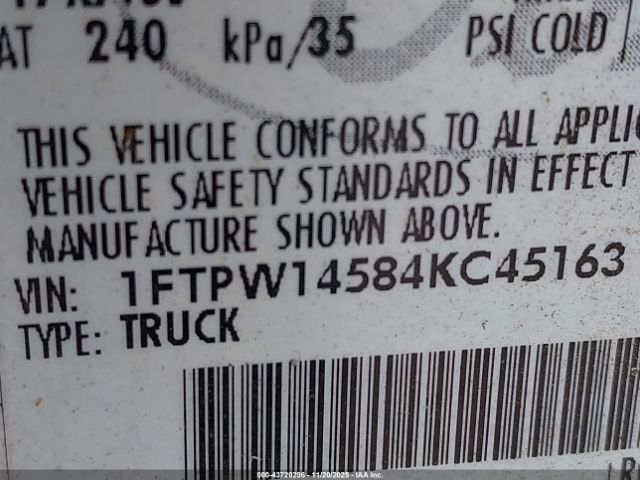 AT 240 kPa/35 PSI COLD
THIS VEHICLE CONFORMS TO ALL APPLIC
VEHICLE SAFETY STANDARDS IN EFFECT
MANUFACTURE SHOWN ABOVE.
VIN: 1FTPW14584KC45163
TYPE: TRUCK
000-43720296 - 11/20/2025 - IAA Inc.